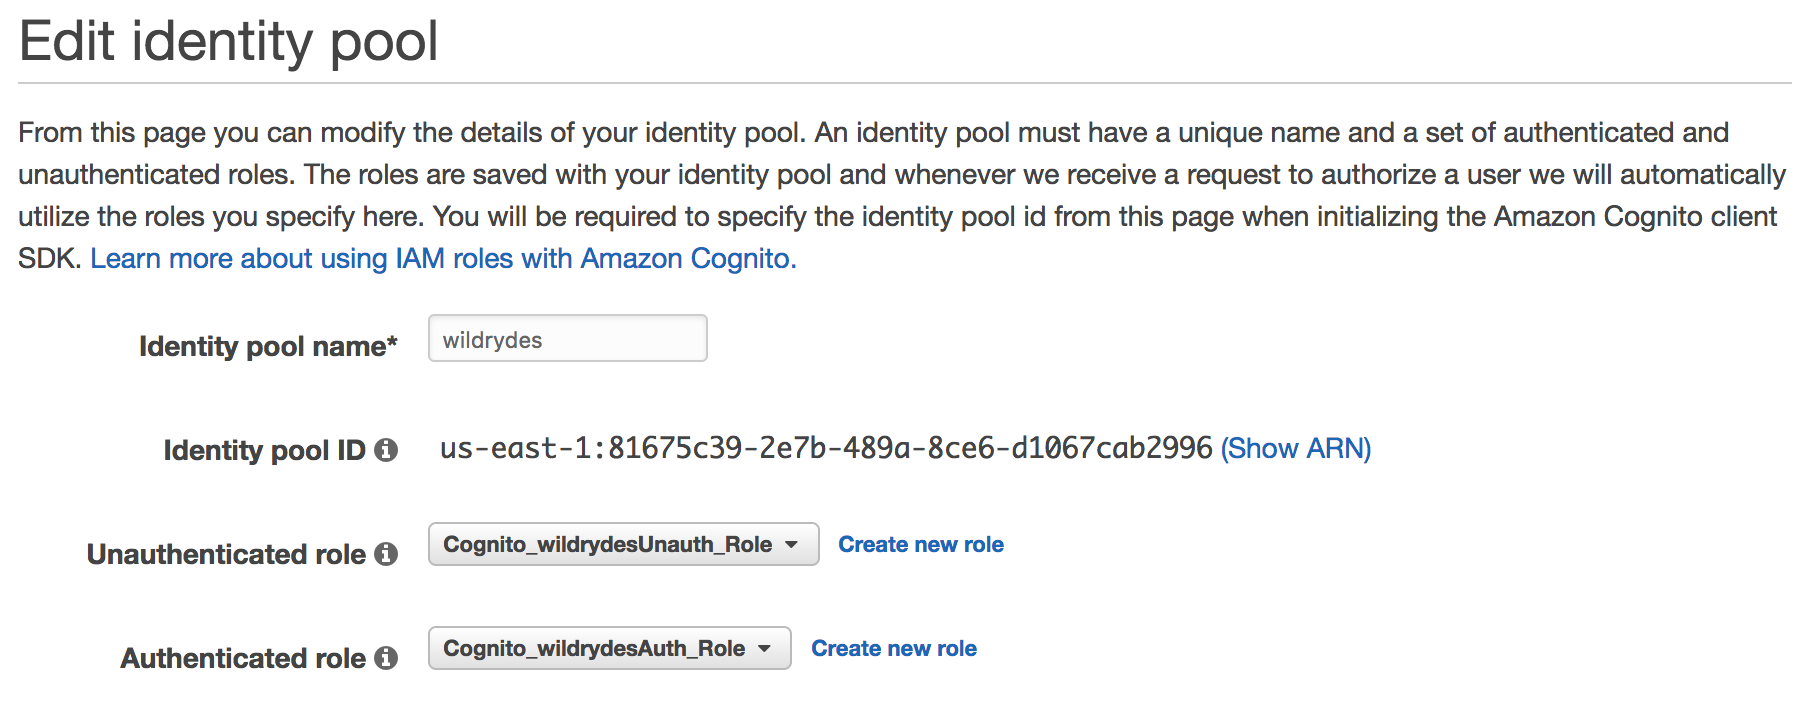 Edit identity pool
From this page you can modify the details of your identity pool. An identity pool must have a unique name and a set of authenticated and
unauthenticated roles. The roles are saved with your identity pool and whenever we receive a request to authorize a user we will automatically
utilize the roles you specify here. You will be required to specify the identity pool id from this page when initializing the Amazon Cognito client
SDK. Learn more about using IAM roles with Amazon Cognito.
Identity pool name* wildrydes
Identity pool ID us-east-1:81675c39-2e7b-489a-8ce6-d1067cab2996 (Show ARN)
Unauthenticated role Cognito_wildrydesUnauth_Role Create new role
Authenticated role Cognito_wildrydesAuth_Role Create new role